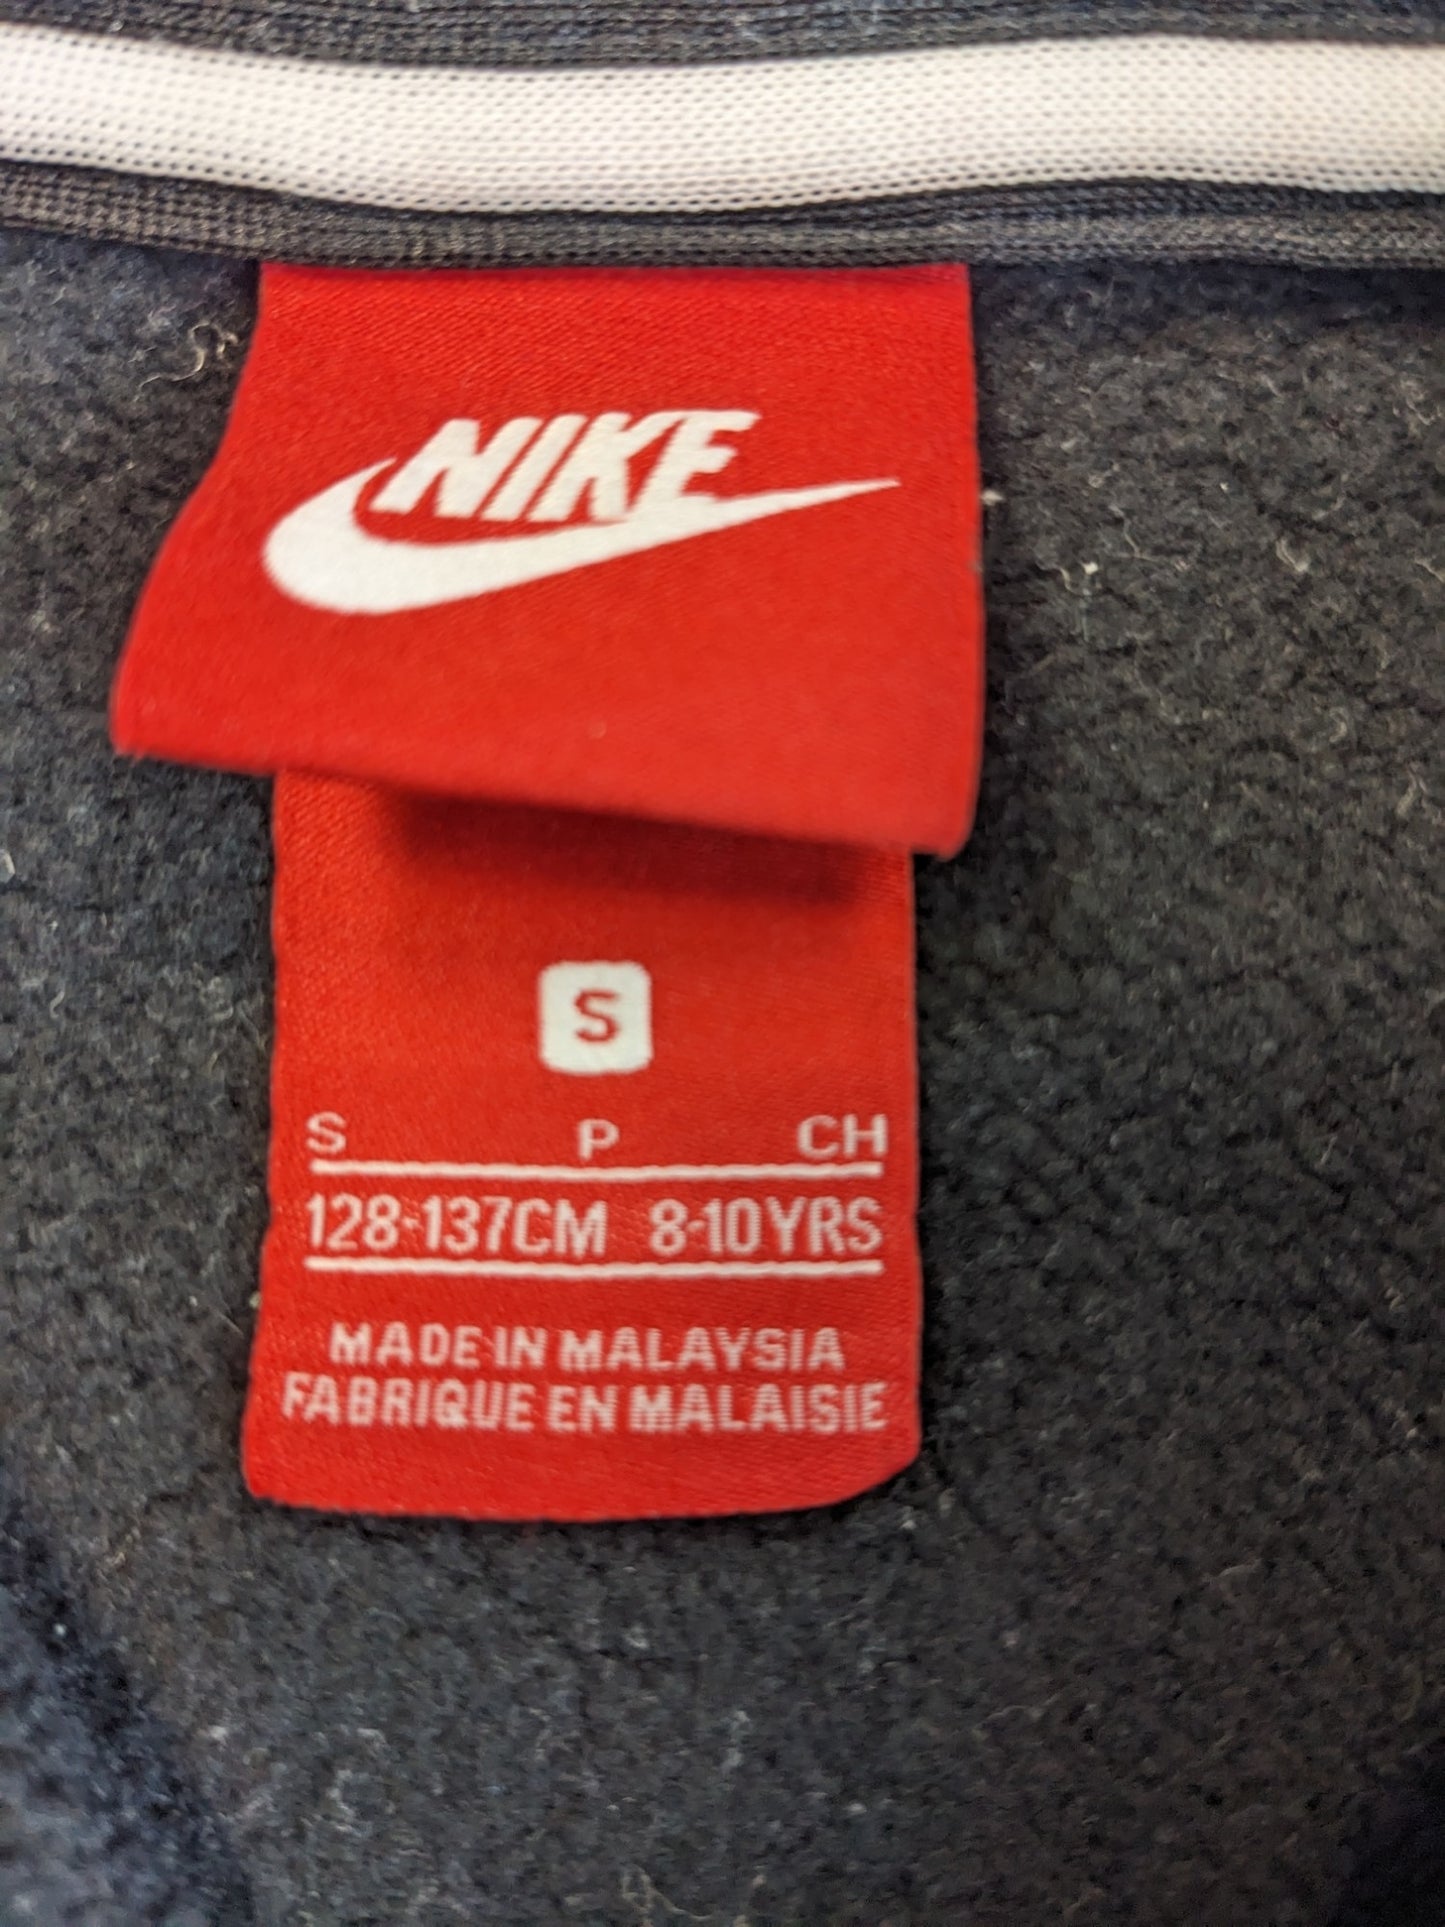 NIKE
S
S P CH
128-137CM 8-10YRS
MADE IN MALAYSIA
FABRIQUE EN MALAISIE